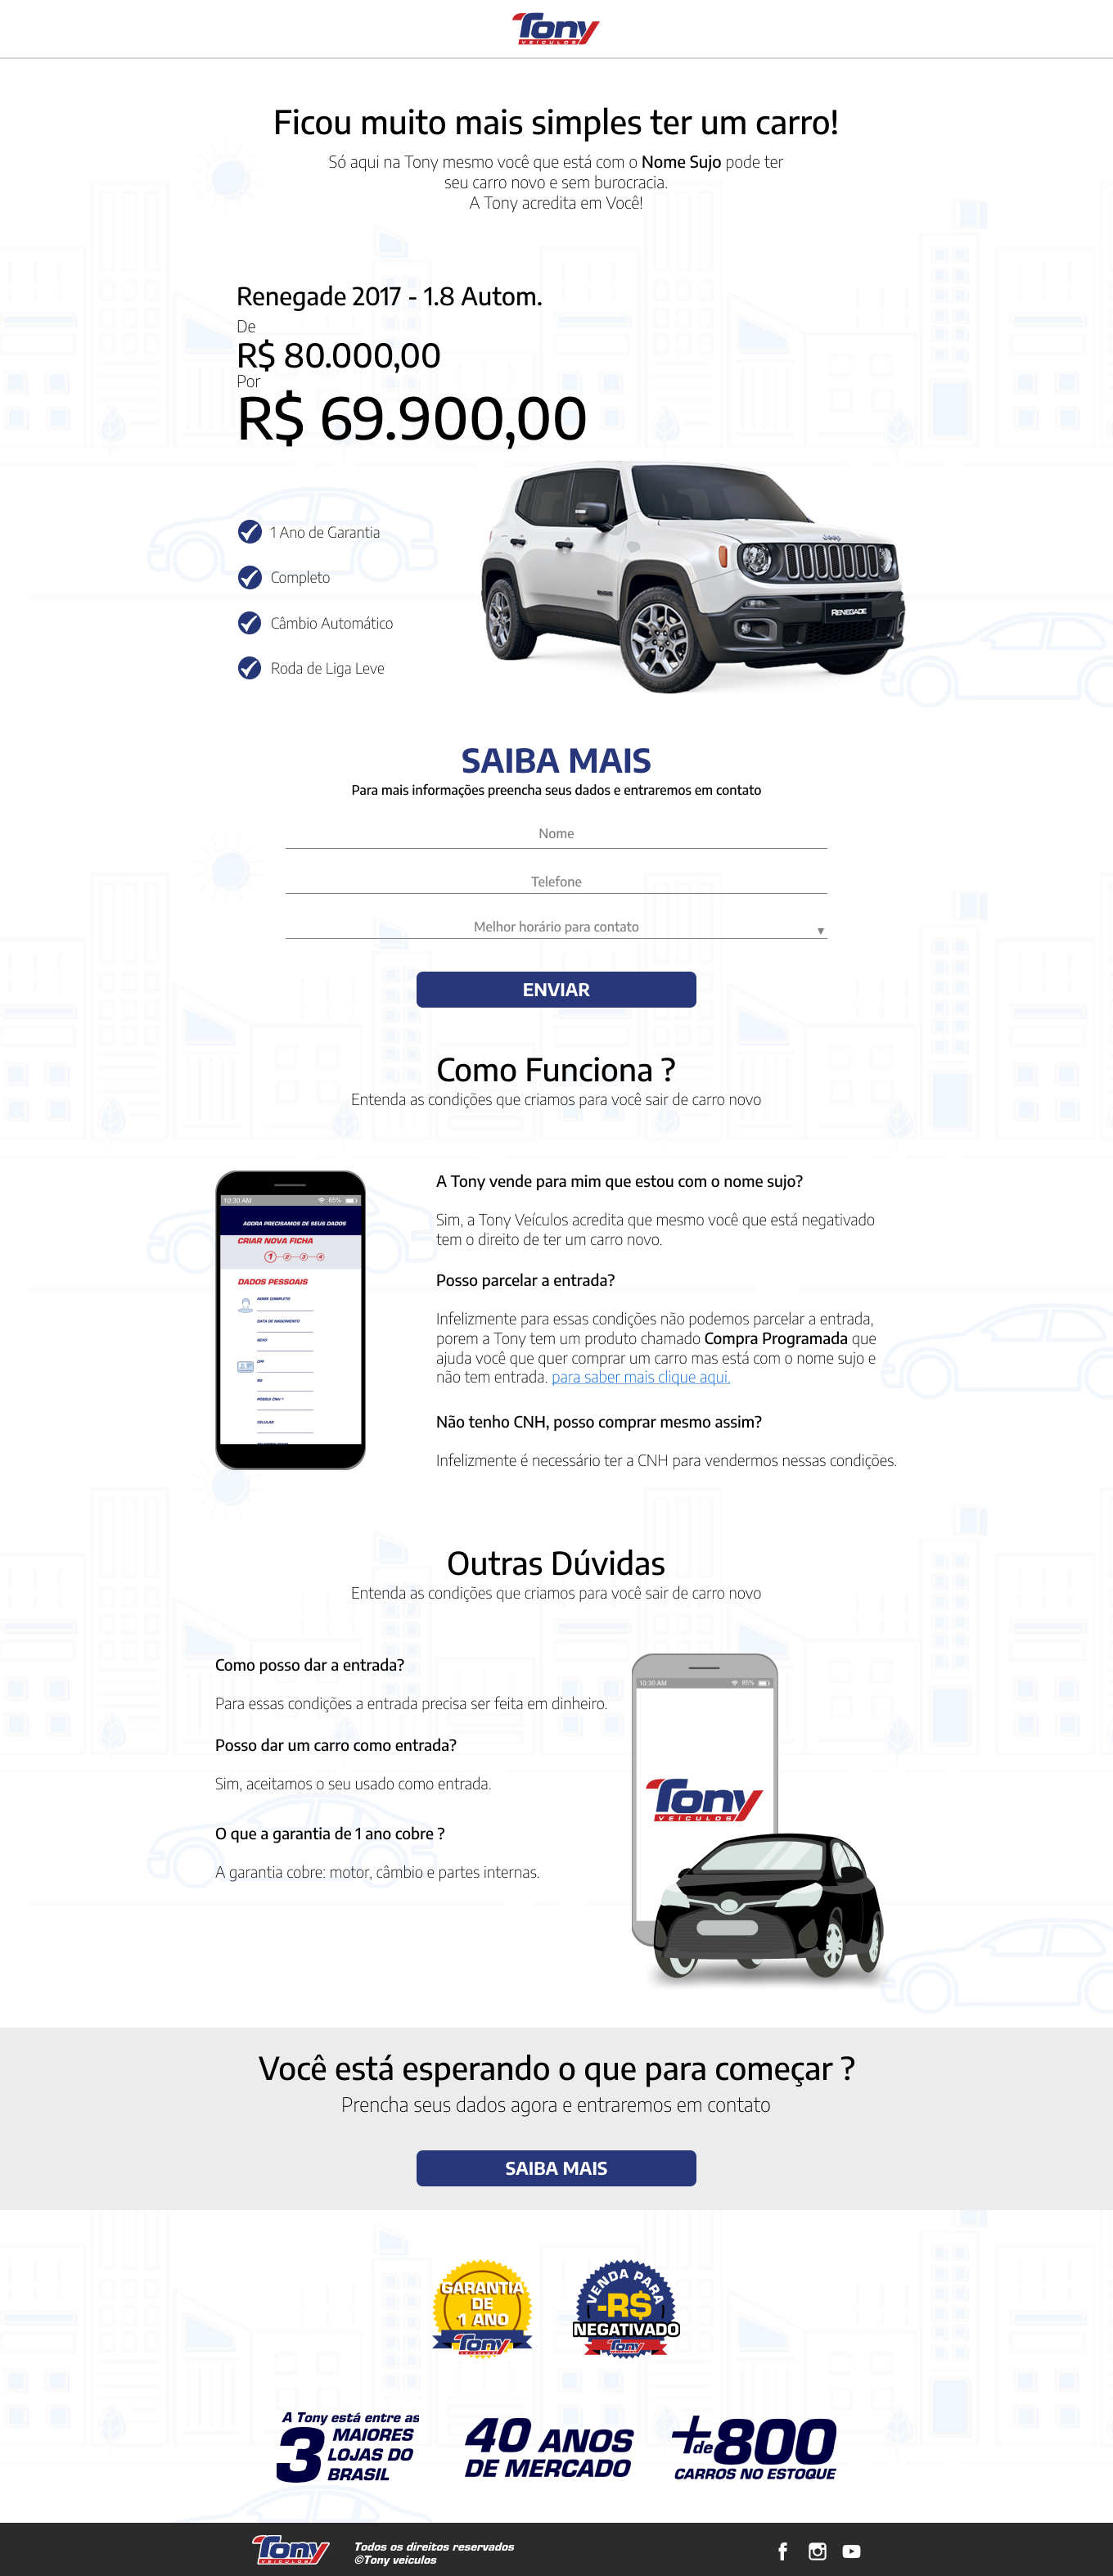 Tony
VEICULOS
Ficou muito mais simples ter um carro!
Só aqui na Tony mesmo você que está com o Nome Sujo pode ter
seu carro novo e sem burocracia.
A Tony acredita em Você!
Renegade 2017 - 1.8 Autom.
De
R$ 80.000,00
Por
R$ 69.900,00
1 Ano de Garantia
Completo
Câmbio Automático
Roda de Liga Leve
Jeep
RENEGADE
SAIBA MAIS
Para mais informações preencha seus dados e entraremos em contato
Nome
Telefone
Melhor horário para contato
ENVIAR
Como Funciona ?
Entenda as condições que criamos para você sair de carro novo
10:30 AM 85%
AGORA PRECISAMOS DE SEUS DADOS
CRIAR NOVA FICHA
1 2 3 4
DADOS PESSOAIS
NOME COMPLETO
DATA DE NASCIMENTO
SEXO
CPF
RG
POSSUI CNH ?
CELULAR
A Tony vende para mim que estou com o nome sujo?
Sim, a Tony Veículos acredita que mesmo você que está negativado
tem o direito de ter um carro novo.
Posso parcelar a entrada?
Infelizmente para essas condições não podemos parcelar a entrada,
porem a Tony tem um produto chamado Compra Programada que
ajuda você que quer comprar um carro mas está com o nome sujo e
não tem entrada. para saber mais clique aqui.
Não tenho CNH, posso comprar mesmo assim?
Infelizmente é necessário ter a CNH para vendermos nessas condições.
Outras Dúvidas
Entenda as condições que criamos para você sair de carro novo
Como posso dar a entrada?
Para essas condições a entrada precisa ser feita em dinheiro.
Posso dar um carro como entrada?
Sim, aceitamos o seu usado como entrada.
O que a garantia de 1 ano cobre ?
A garantia cobre: motor, câmbio e partes internas.
10:30 AM 85%
Tony
VEICULOS
Você está esperando o que para começar ?
Prencha seus dados agora e entraremos em contato
SAIBA MAIS
GARANTIA
DE
1 ANO
Tony
VENDA PARA
-R$
NEGATIVADO
Tony
A Tony está entre as
3 MAIORES
LOJAS DO
BRASIL
40 ANOS
DE MERCADO
+de 800
CARROS NO ESTOQUE
Tony
VEICULOS
Todos os direitos reservados
©Tony veiculos